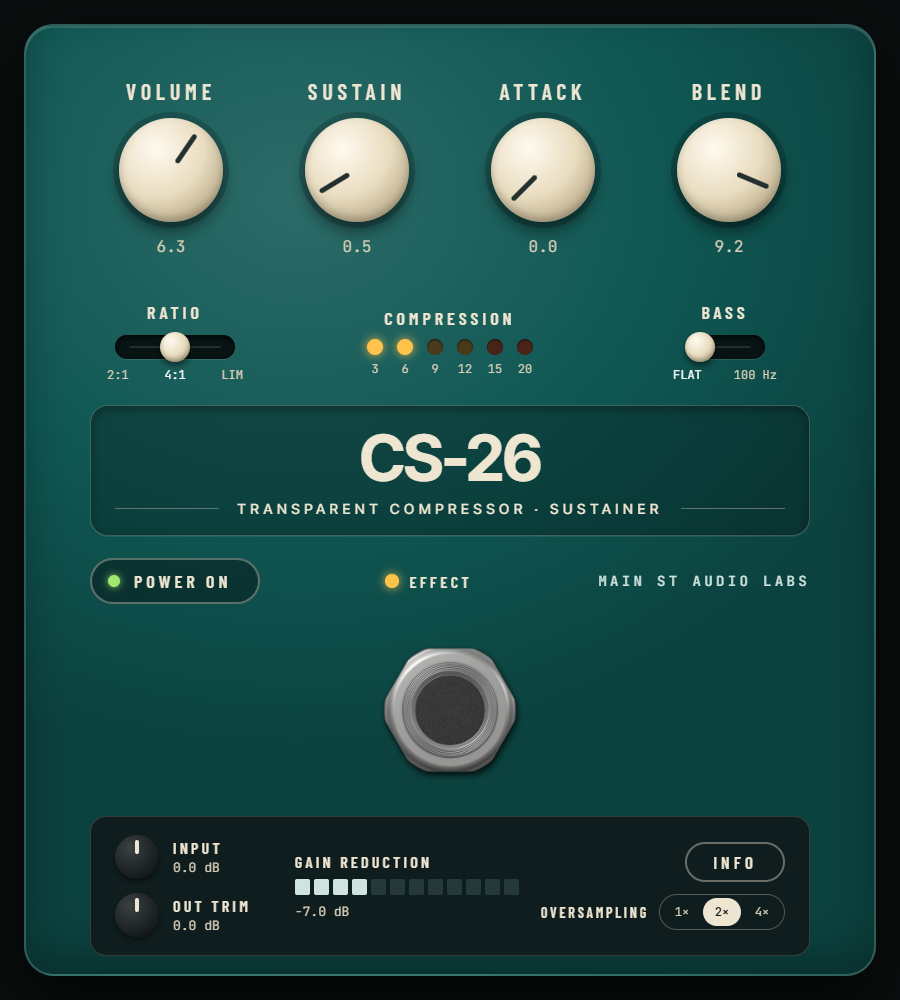 VOLUME SUSTAIN ATTACK BLEND
6.3 0.5 0.0 9.2
RATIO COMPRESSION BASS
3 6 9 12 15 20
2:1 4:1 LIM FLAT 100 Hz
CS-26
TRANSPARENT COMPRESSOR · SUSTAINER
POWER ON EFFECT MAIN ST AUDIO LABS
INPUT
0.0 dB
OUT TRIM
0.0 dB
GAIN REDUCTION
-7.0 dB
INFO
OVERSAMPLING 1× 2× 4×